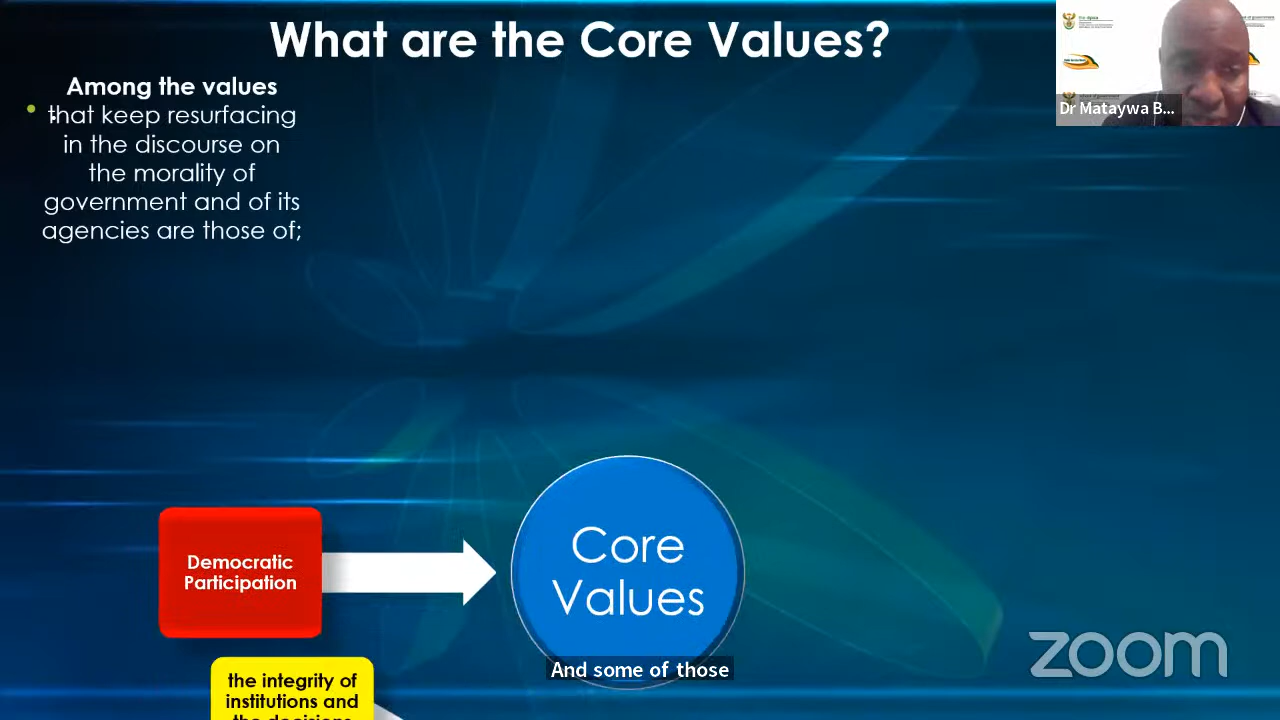 What are the Core Values?
Among the values
that keep resurfacing
in the discourse on
the morality of
government and of its
agencies are those of;
Dr Mataywa B...
Democratic
Participation
Core
Values
the integrity of
institutions and
the decisions
And some of those
zoom